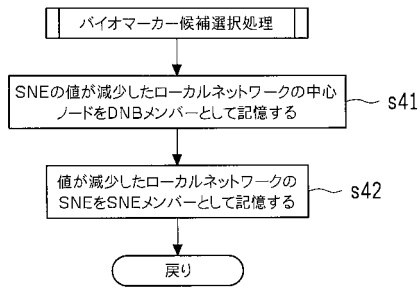 バイオマーカー候補選択処理
SNEの値が減少したローカルネットワークの中心
ノードをDNBメンバーとして記憶する
s41
値が減少したローカルネットワークの
SNEをSNEメンバーとして記憶する
s42
戻り